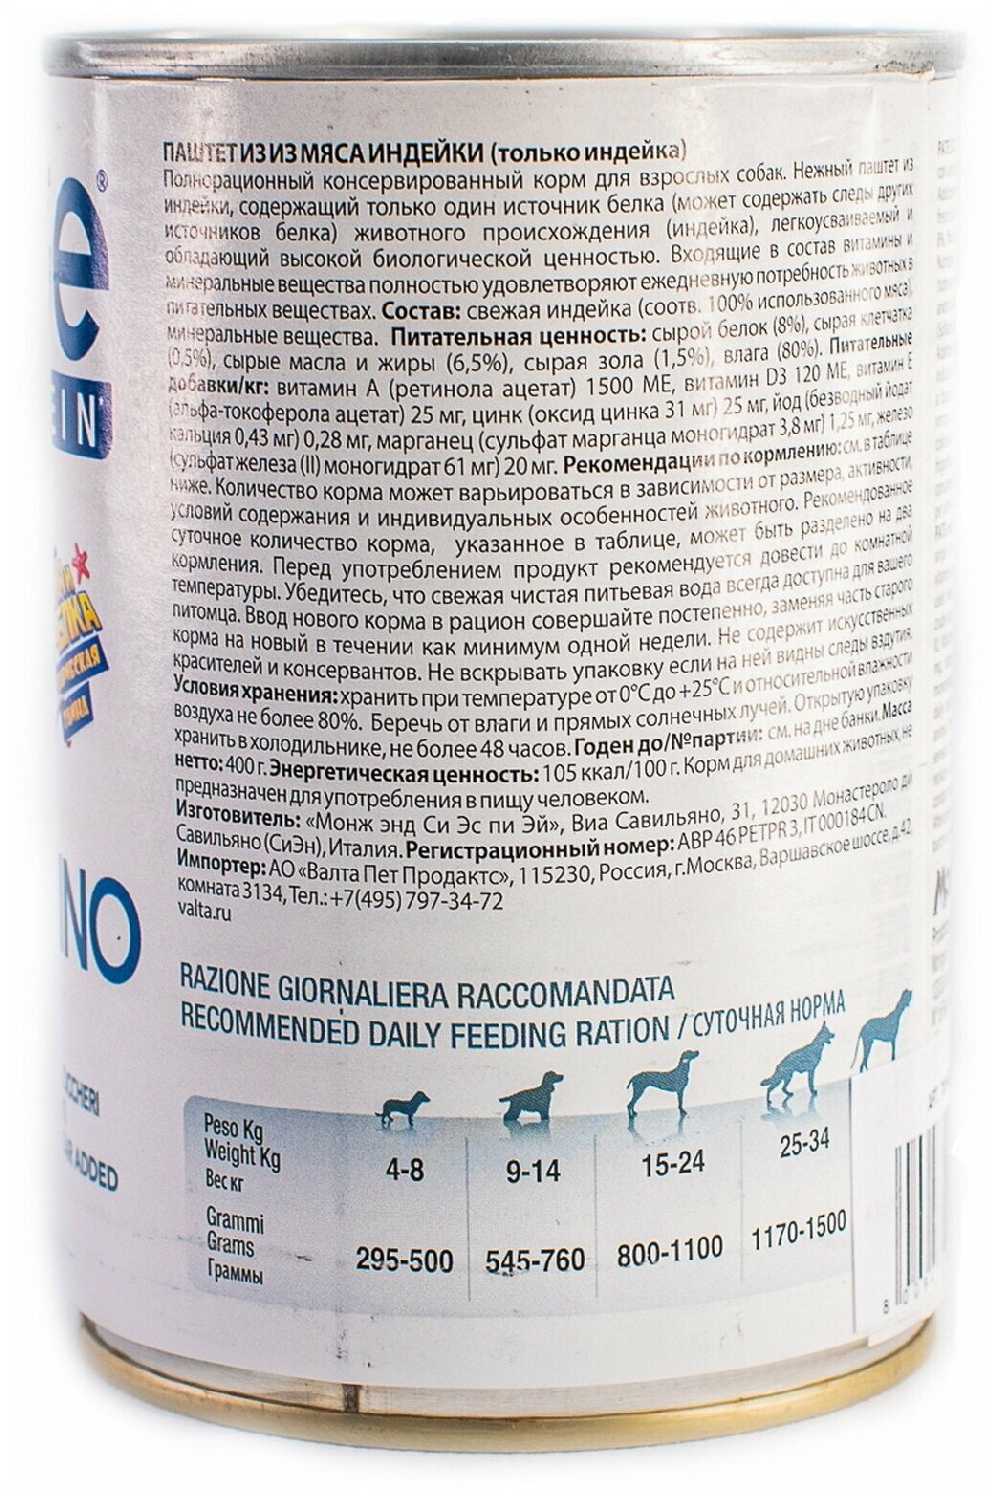 e®
EIN
ПАШТЕТ ИЗ ИЗ МЯСА ИНДЕЙКИ (только индейка)
Полнорационный консервированный корм для взрослых собак. Нежный паштет из
индейки, содержащий только один источник белка (может содержать следы других
источников белка) животного происхождения (индейка), легкоусваиваемый и
обладающий высокой биологической ценностью. Входящие в состав витамины и
минеральные вещества полностью удовлетворяют ежедневную потребность животных в
питательных веществах. Состав: свежая индейка (соотв. 100% использованного мяса),
минеральные вещества. Питательная ценность: сырой белок (8%), сырая клетчатка
(0,5%), сырые масла и жиры (6,5%), сырая зола (1,5%), влага (80%). Питательные
добавки/кг: витамин А (ретинола ацетат) 1500 МЕ, витамин D3 120 МЕ, витамин Е
(альфа-токоферола ацетат) 25 мг, цинк (оксид цинка 31 мг) 25 мг, йод (безводный йодат
кальция 0,43 мг) 0,28 мг, марганец (сульфат марганца моногидрат 3,8 мг) 1,25 мг, железо
(сульфат железа (II) моногидрат 61 мг) 20 мг. Рекомендации по кормлению: см. в таблице
ниже. Количество корма может варьироваться в зависимости от размера, активности,
условий содержания и индивидуальных особенностей животного. Рекомендованное
суточное количество корма, указанное в таблице, может быть разделено на два
кормления. Перед употреблением продукт рекомендуется довести до комнатной
температуры. Убедитесь, что свежая чистая питьевая вода всегда доступна для вашего
питомца. Ввод нового корма в рацион совершайте постепенно, заменяя часть старого
корма на новый в течении как минимум одной недели. Не содержит искусственных
красителей и консервантов. Не вскрывать упаковку если на ней видны следы вздутия.
Условия хранения: хранить при температуре от 0°С до +25°С и относительной влажности
воздуха не более 80%. Беречь от влаги и прямых солнечных лучей. Открытую упаковку
хранить в холодильнике, не более 48 часов. Годен до/№партии: см. на дне банки. Масса
нетто: 400 г. Энергетическая ценность: 105 ккал/100 г. Корм для домашних животных, не
предназначен для употребления в пищу человеком.
Изготовитель: «Монж энд Си Эс пи Эй», Виа Савильяно, 31, 12030 Монастероло ди
Савильяно (СиЭн), Италия. Регистрационный номер: ABP 46 PETPR 3, IT 000184CN.
Импортер: АО «Валта Пет Продактс», 115230, Россия, г.Москва, Варшавское шоссе, д.42,
комната 3134, Тел.: +7(495) 797-34-72
valta.ru
INO
RAZIONE GIORNALIERA RACCOMANDATA
RECOMMENDED DAILY FEEDING RATION / СУТОЧНАЯ НОРМА
CCHERI
AR ADDED
Peso Kg
Weight Kg
Вес кг
4-8 9-14 15-24 25-34
Grammi
Grams
Граммы
295-500 545-760 800-1100 1170-1500